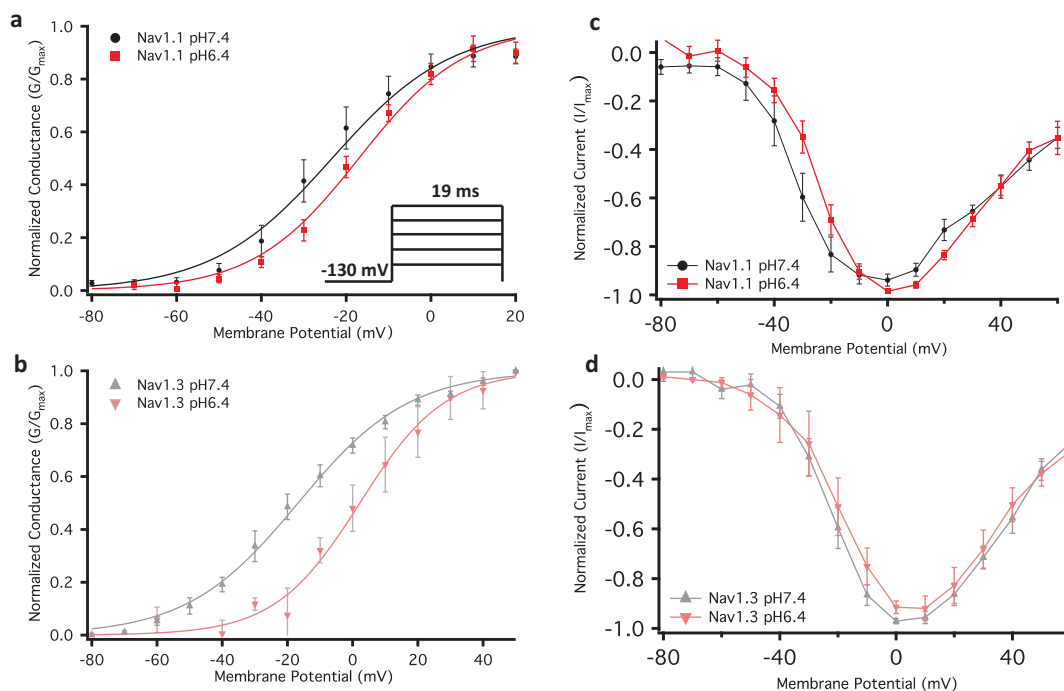 a
Normalized Conductance (G/Gmax)
1.0
0.8
0.6
0.4
0.2
0.0
Nav1.1 pH7.4
Nav1.1 pH6.4
19 ms
-130 mV
-80 -60 -40 -20 0 20
Membrane Potential (mV)
c
Normalized Current (I/Imax)
0.0
-0.2
-0.4
-0.6
-0.8
-1.0
Nav1.1 pH7.4
Nav1.1 pH6.4
-80 -40 0 40
Membrane Potential (mV)
b
Normalized Conductance (G/Gmax)
1.0
0.8
0.6
0.4
0.2
0.0
Nav1.3 pH7.4
Nav1.3 pH6.4
-80 -60 -40 -20 0 20 40
Membrane Potential (mV)
d
Normalized Current (I/Imax)
0.0
-0.2
-0.4
-0.6
-0.8
-1.0
Nav1.3 pH7.4
Nav1.3 pH6.4
-80 -40 0 40
Membrane Potential (mV)